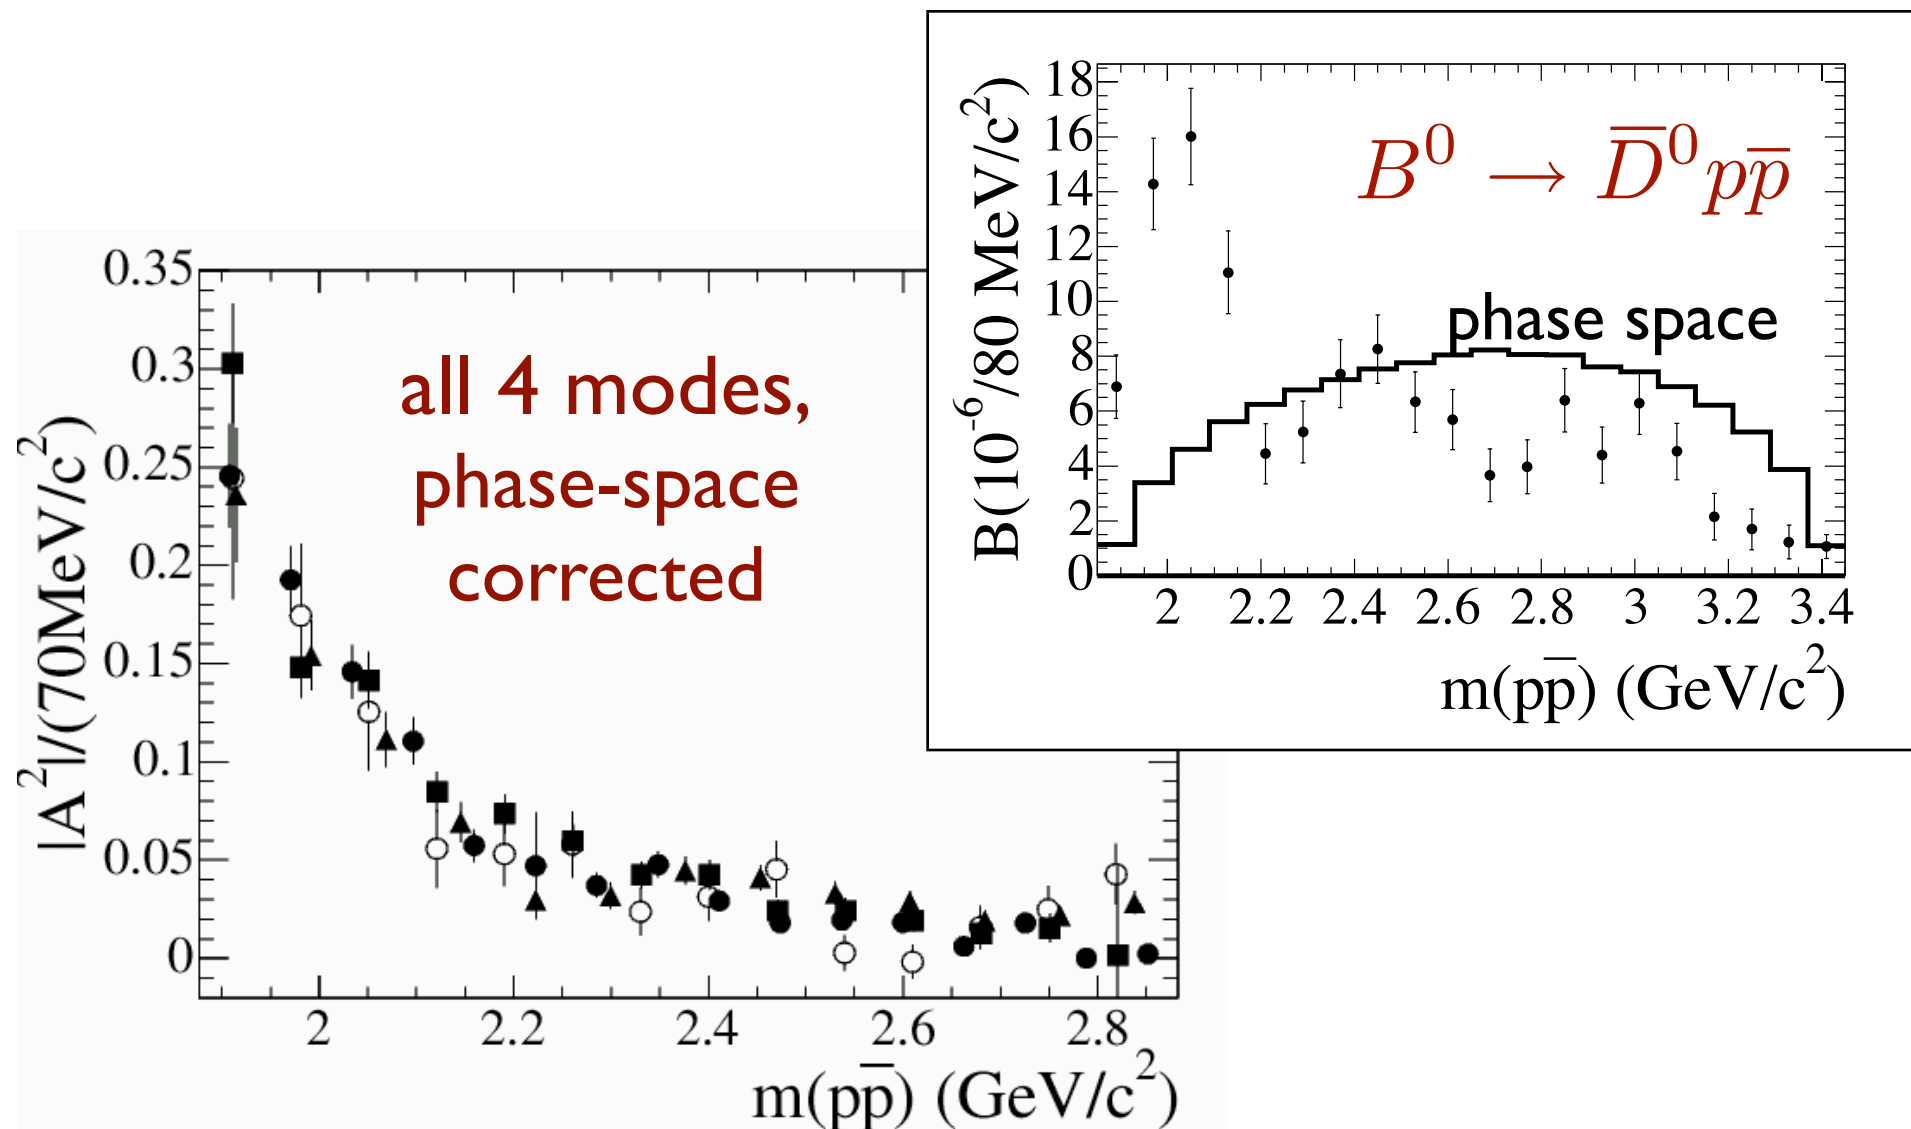 0.35
0.3
0.25
0.2
0.15
0.1
0.05
0
|A²|/(70MeV/c²)
all 4 modes,
phase-space
corrected
2 2.2 2.4 2.6 2.8
m(pp̅) (GeV/c²)
18
16
14
12
10
8
6
4
2
0
B(10⁻⁶/80 MeV/c²)
B⁰ → D̅⁰pp̅
phase space
2 2.2 2.4 2.6 2.8 3 3.2 3.4
m(pp̅) (GeV/c²)